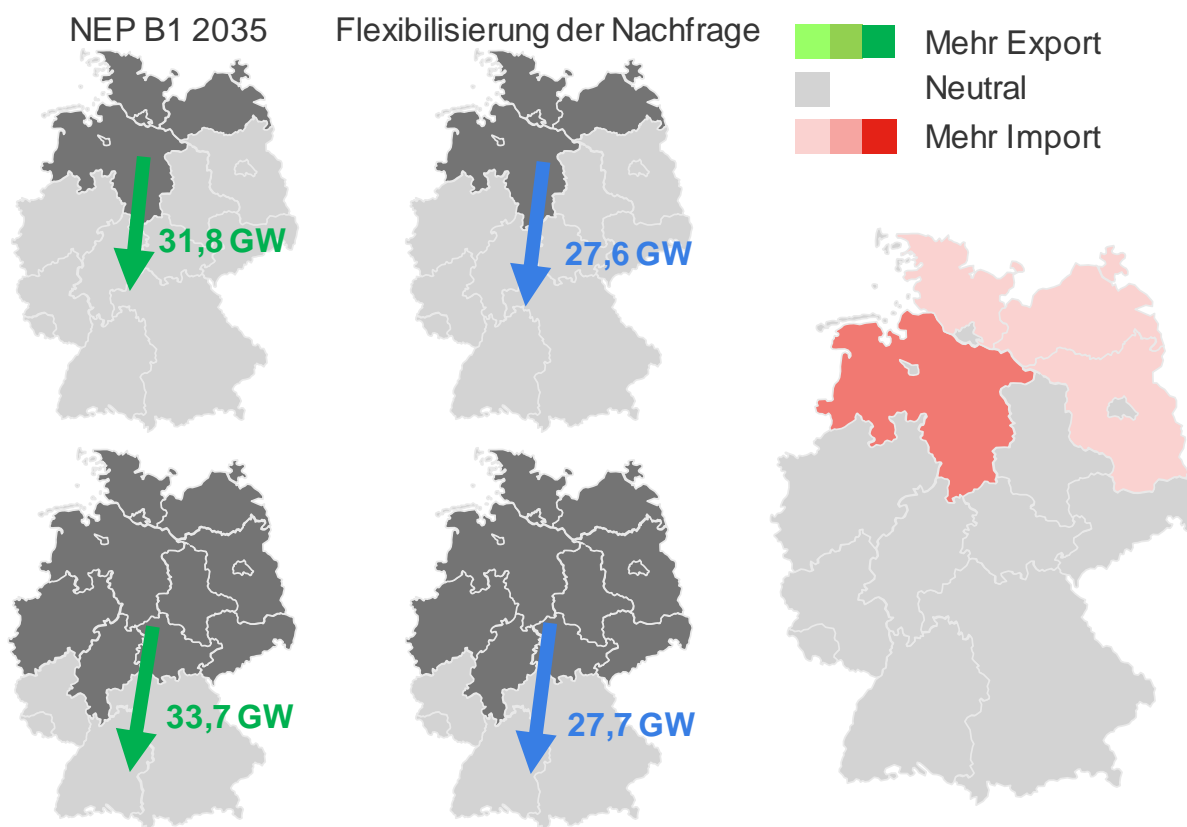 NEP B1 2035
Flexibilisierung der Nachfrage
Mehr Export
Neutral
Mehr Import
31,8 GW
27,6 GW
33,7 GW
27,7 GW